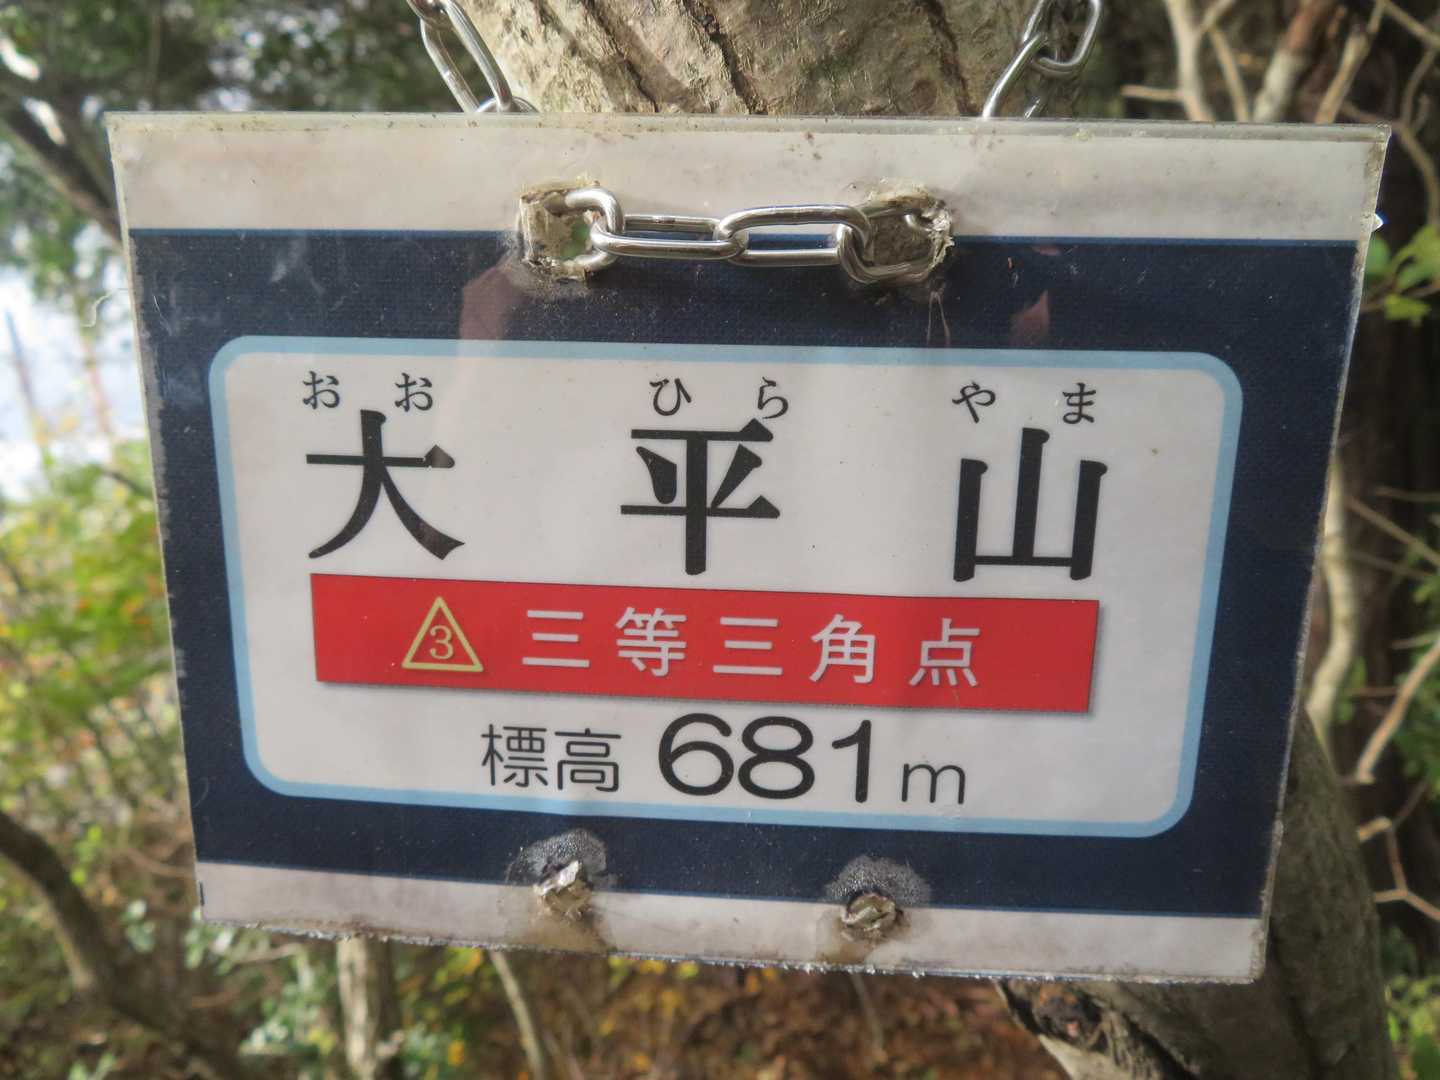 おお ひら やま
大平山
3 三等三角点
標高 681m